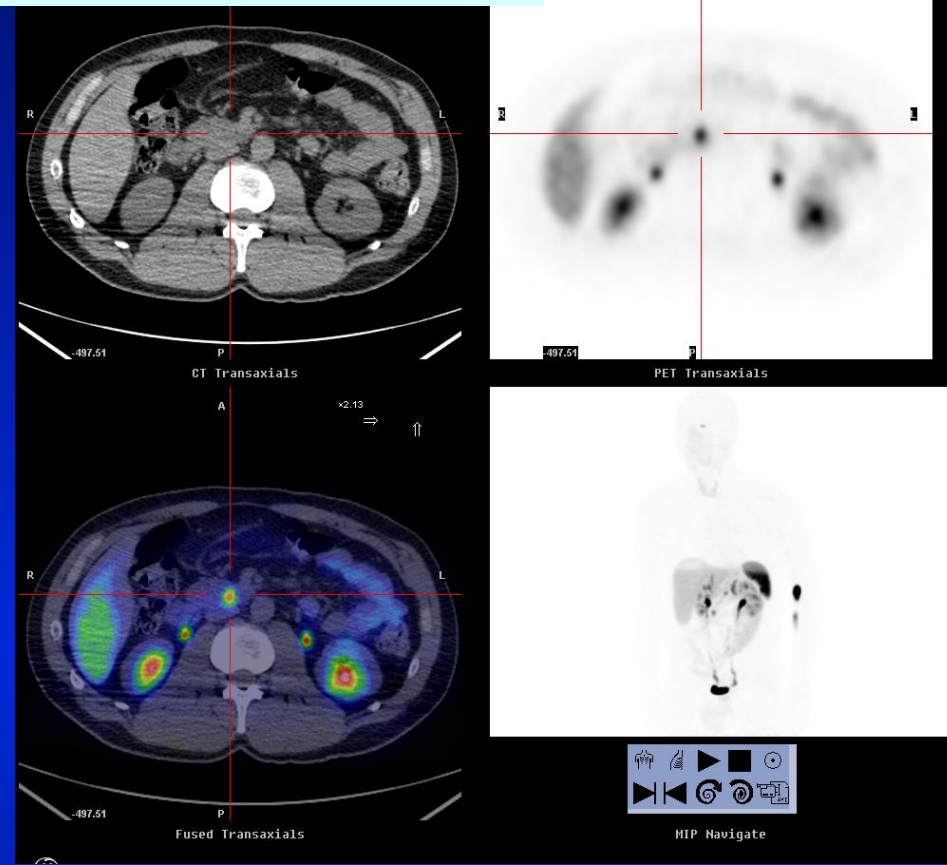 R
L
-497.51
P
CT Transaxials
R
L
-497.51
P
PET Transaxials
A
×2.13
⇒
⇑
R
L
-497.51
P
Fused Transaxials
MIP Navigate